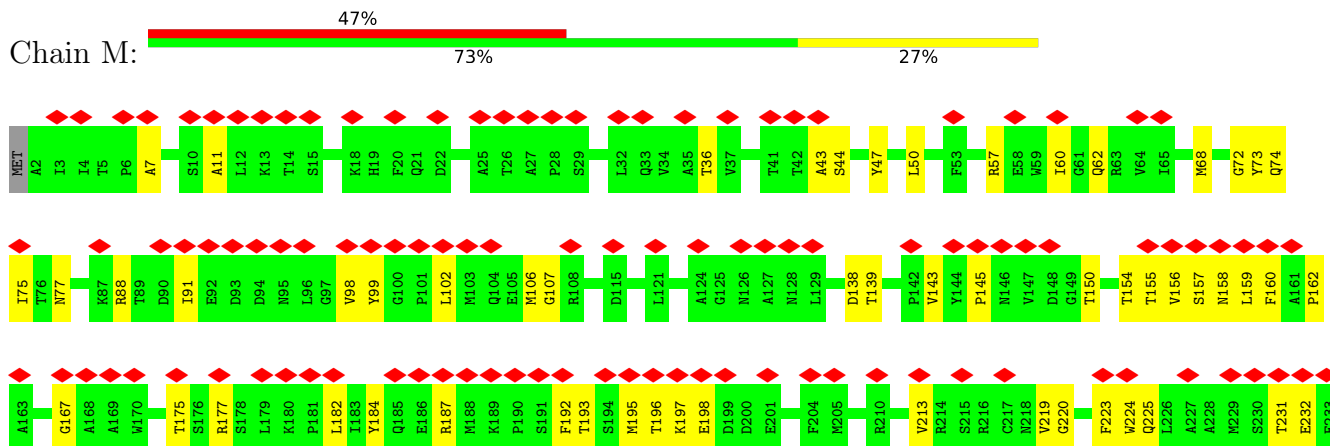 47%
Chain M:
73% 27%
MET A2 I3 I4 T5 P6 A7 S10 A11 L12 K13 T14 S15 K18 H19 F20 Q21 D22 A25 T26 A27 P28 S29 L32 Q33 V34 A35 T36 V37 T41 T42 A43 S44 Y47 L50 F53 R57 E58 W59 I60 G61 Q62 R63 V64 I65 M68 G72 Y73 Q74
I75 T76 N77 K87 R88 T89 D90 I91 E92 D93 D94 N95 L96 G97 V98 Y99 G100 P101 L102 M103 Q104 E105 M106 G107 R108 D115 L121 A124 G125 N126 A127 N128 L129 D138 T139 P142 V143 Y144 P145 N146 V147 D148 G149 T150 T154 T155 V156 S157 N158 L159 F160 A161 P162
A163 G167 A168 A169 W170 T175 S176 R177 S178 L179 K180 P181 L182 I183 Y184 Q185 E186 R187 M188 K189 P190 S191 F192 T193 S194 M195 T196 K197 E198 D199 D200 E201 F204 M205 R210 V213 R214 S215 R216 C217 N218 V219 G220 F223 W224 Q225 L226 A227 A228 M229 S230 T231 E232